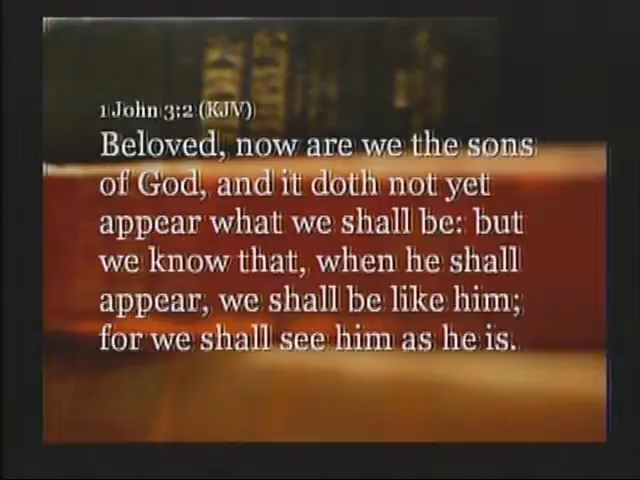 HOLY
BIBLE
1 John 3:2 (KJV)
Beloved, now are we the sons
of God, and it doth not yet
appear what we shall be: but
we know that, when he shall
appear, we shall be like him;
for we shall see him as he is.